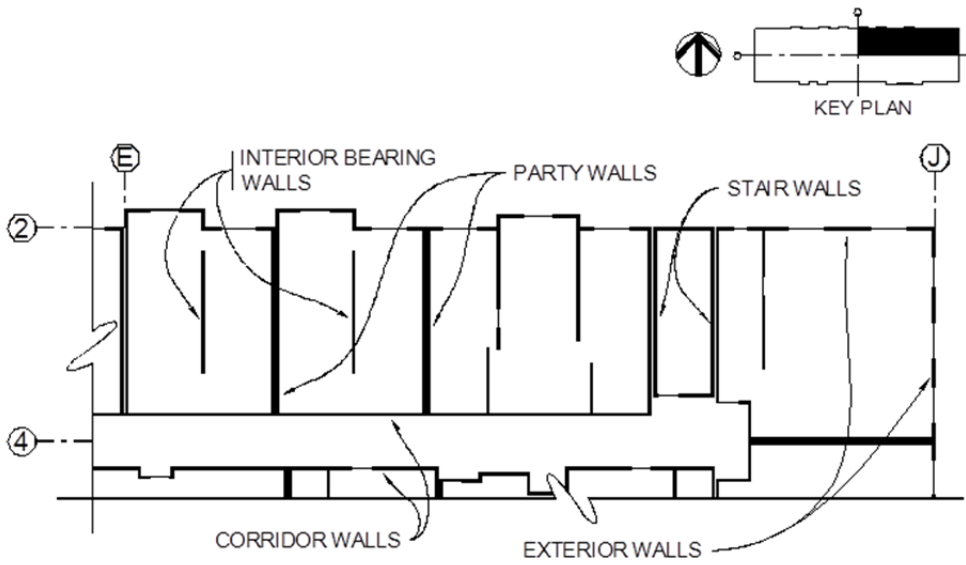 KEY PLAN
E
INTERIOR BEARING
WALLS
PARTY WALLS
STAIR WALLS
J
2
4
CORRIDOR WALLS
EXTERIOR WALLS